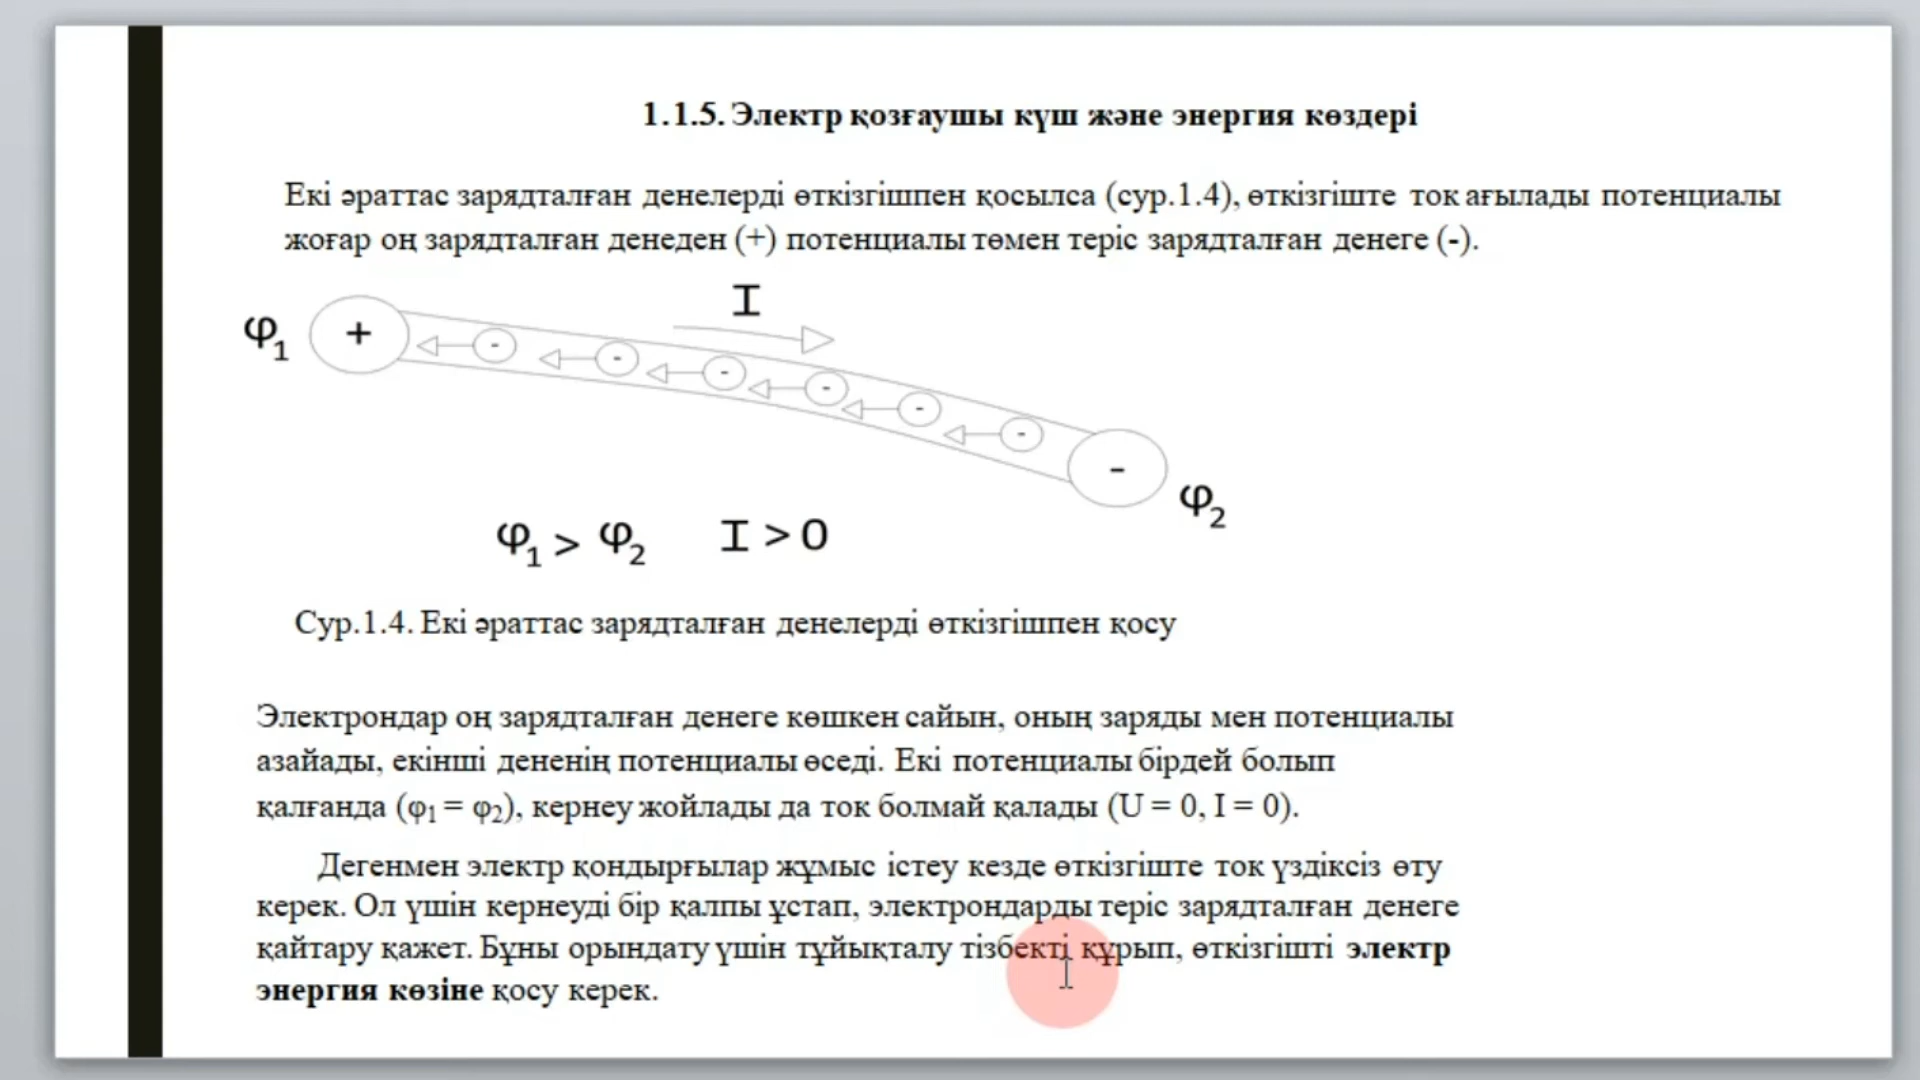 1.1.5. Электр қозғаушы күш және энергия көздері
Екі әраттас зарядталған денелерді өткізгішпен қосылса (сур.1.4), өткізгіште ток ағылады потенциалы
жоғар оң зарядталған денеден (+) потенциалы төмен теріс зарядталған денеге (-).
I
φ1 + - - - - - - - φ2
φ1 > φ2 I > 0
Сур.1.4. Екі әраттас зарядталған денелерді өткізгішпен қосу
Электрондар оң зарядталған денеге көшкен сайын, оның заряды мен потенциалы
азайады, екінші дененің потенциалы өседі. Екі потенциалы бірдей болып
қалғанда (φ1 = φ2), кернеу жойлады да ток болмай қалады (U = 0, I = 0).
Дегенмен электр қондырғылар жұмыс істеу кезде өткізгіште ток үздіксіз өту
керек. Ол үшін кернеуді бір қалпы ұстап, электрондарды теріс зарядталған денеге
қайтару қажет. Бұны орындату үшін тұйықталу тізбекті құрып, өткізгішті электр
энергия көзіне қосу керек.